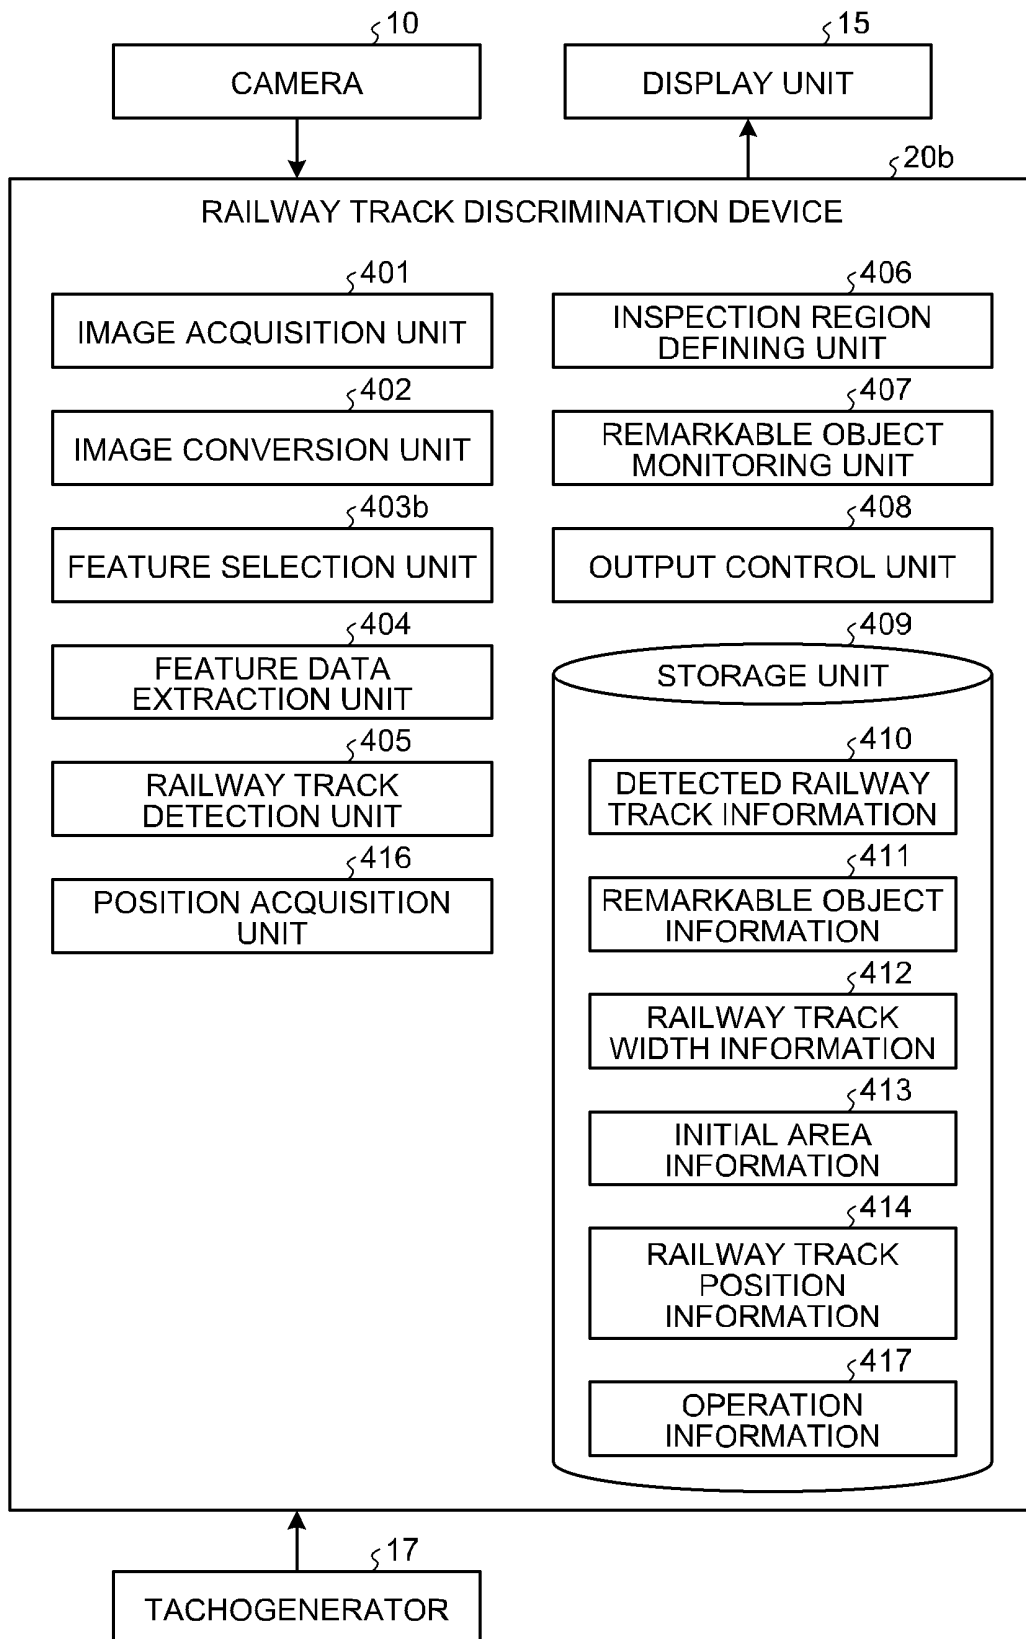 10
CAMERA
15
DISPLAY UNIT
20b
RAILWAY TRACK DISCRIMINATION DEVICE
401
IMAGE ACQUISITION UNIT
402
IMAGE CONVERSION UNIT
403b
FEATURE SELECTION UNIT
404
FEATURE DATA
EXTRACTION UNIT
405
RAILWAY TRACK
DETECTION UNIT
416
POSITION ACQUISITION
UNIT
406
INSPECTION REGION
DEFINING UNIT
407
REMARKABLE OBJECT
MONITORING UNIT
408
OUTPUT CONTROL UNIT
409
STORAGE UNIT
410
DETECTED RAILWAY
TRACK INFORMATION
411
REMARKABLE OBJECT
INFORMATION
412
RAILWAY TRACK
WIDTH INFORMATION
413
INITIAL AREA
INFORMATION
414
RAILWAY TRACK
POSITION
INFORMATION
417
OPERATION
INFORMATION
17
TACHOGENERATOR